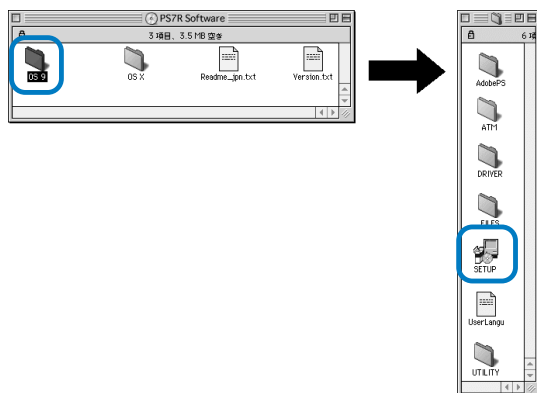 PS7R Software
3 項目、3.5 MB 空き
OS 9
OS X
Readme_jpn.txt
Version.txt
AdobePS
ATM
DRIVER
FILES
SETUP
UserLangu
UTILITY